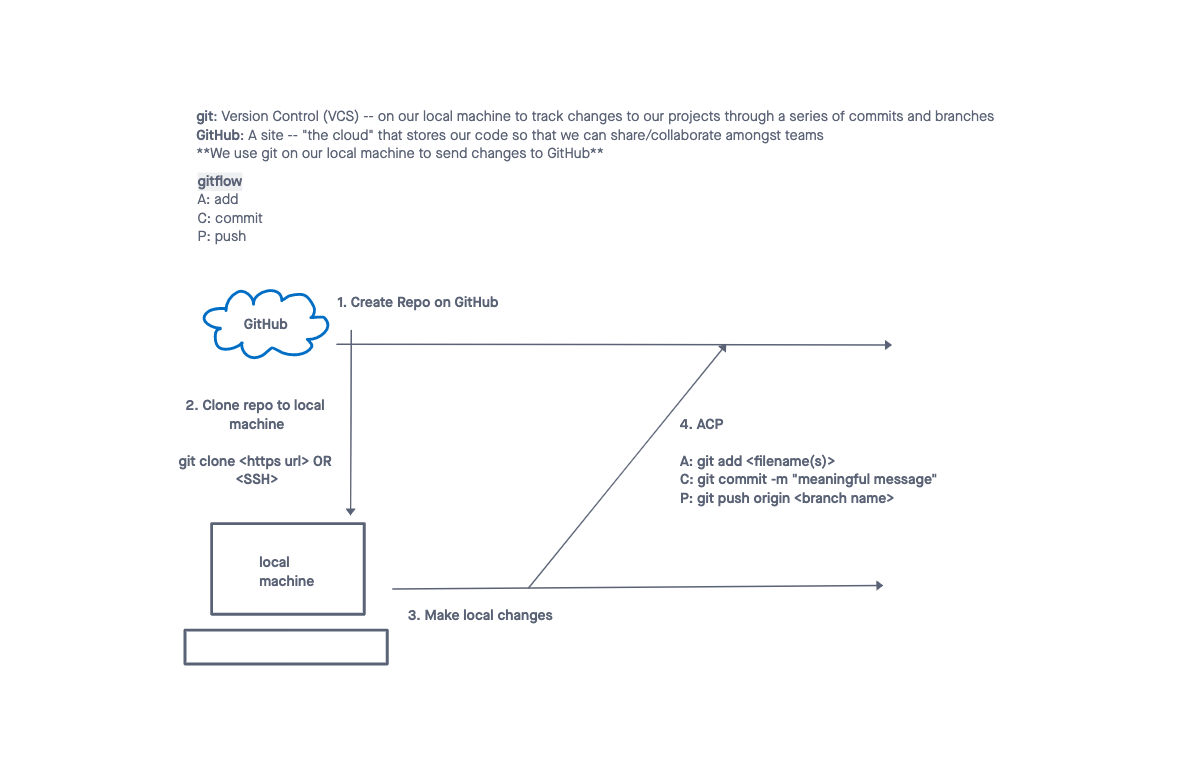 git: Version Control (VCS) -- on our local machine to track changes to our projects through a series of commits and branches
GitHub: A site -- "the cloud" that stores our code so that we can share/collaborate amongst teams
**We use git on our local machine to send changes to GitHub**
gitflow
A: add
C: commit
P: push
GitHub
1. Create Repo on GitHub
2. Clone repo to local
machine
git clone <https url> OR
<SSH>
4. ACP
A: git add <filename(s)>
C: git commit -m "meaningful message"
P: git push origin <branch name>
local
machine
3. Make local changes